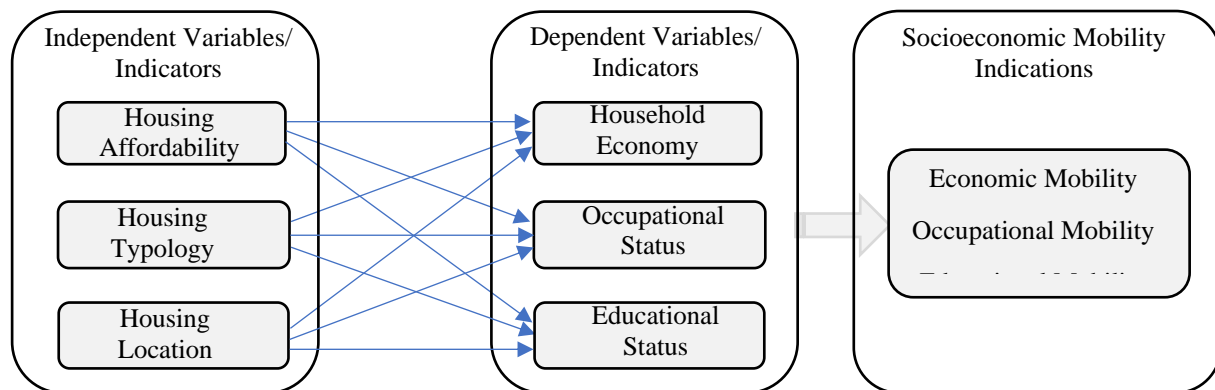 Independent Variables/
Indicators
Housing
Affordability
Housing
Typology
Housing
Location
Dependent Variables/
Indicators
Household
Economy
Occupational
Status
Educational
Status
Socioeconomic Mobility
Indications
Economic Mobility
Occupational Mobility